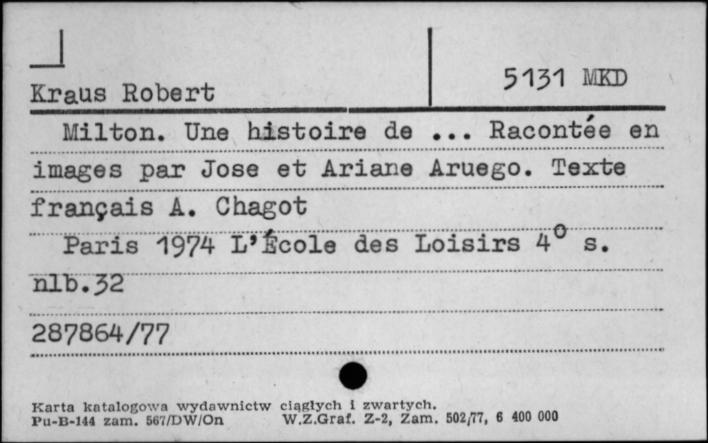 Kraus Robert 5131 MKD
Milton. Une histoire de ... Racontée en
images par Jose et Ariane Aruego. Texte
français A. Chagot
Paris 1974 L'École des Loisirs 4⁰ s.
nlb.32
287864/77
Karta katalogowa wydawnictw ciągłych i zwartych.
Pu-B-144 zam. 567/DW/On W.Z.Graf. Z-2, Zam. 502/77, 6 400 000